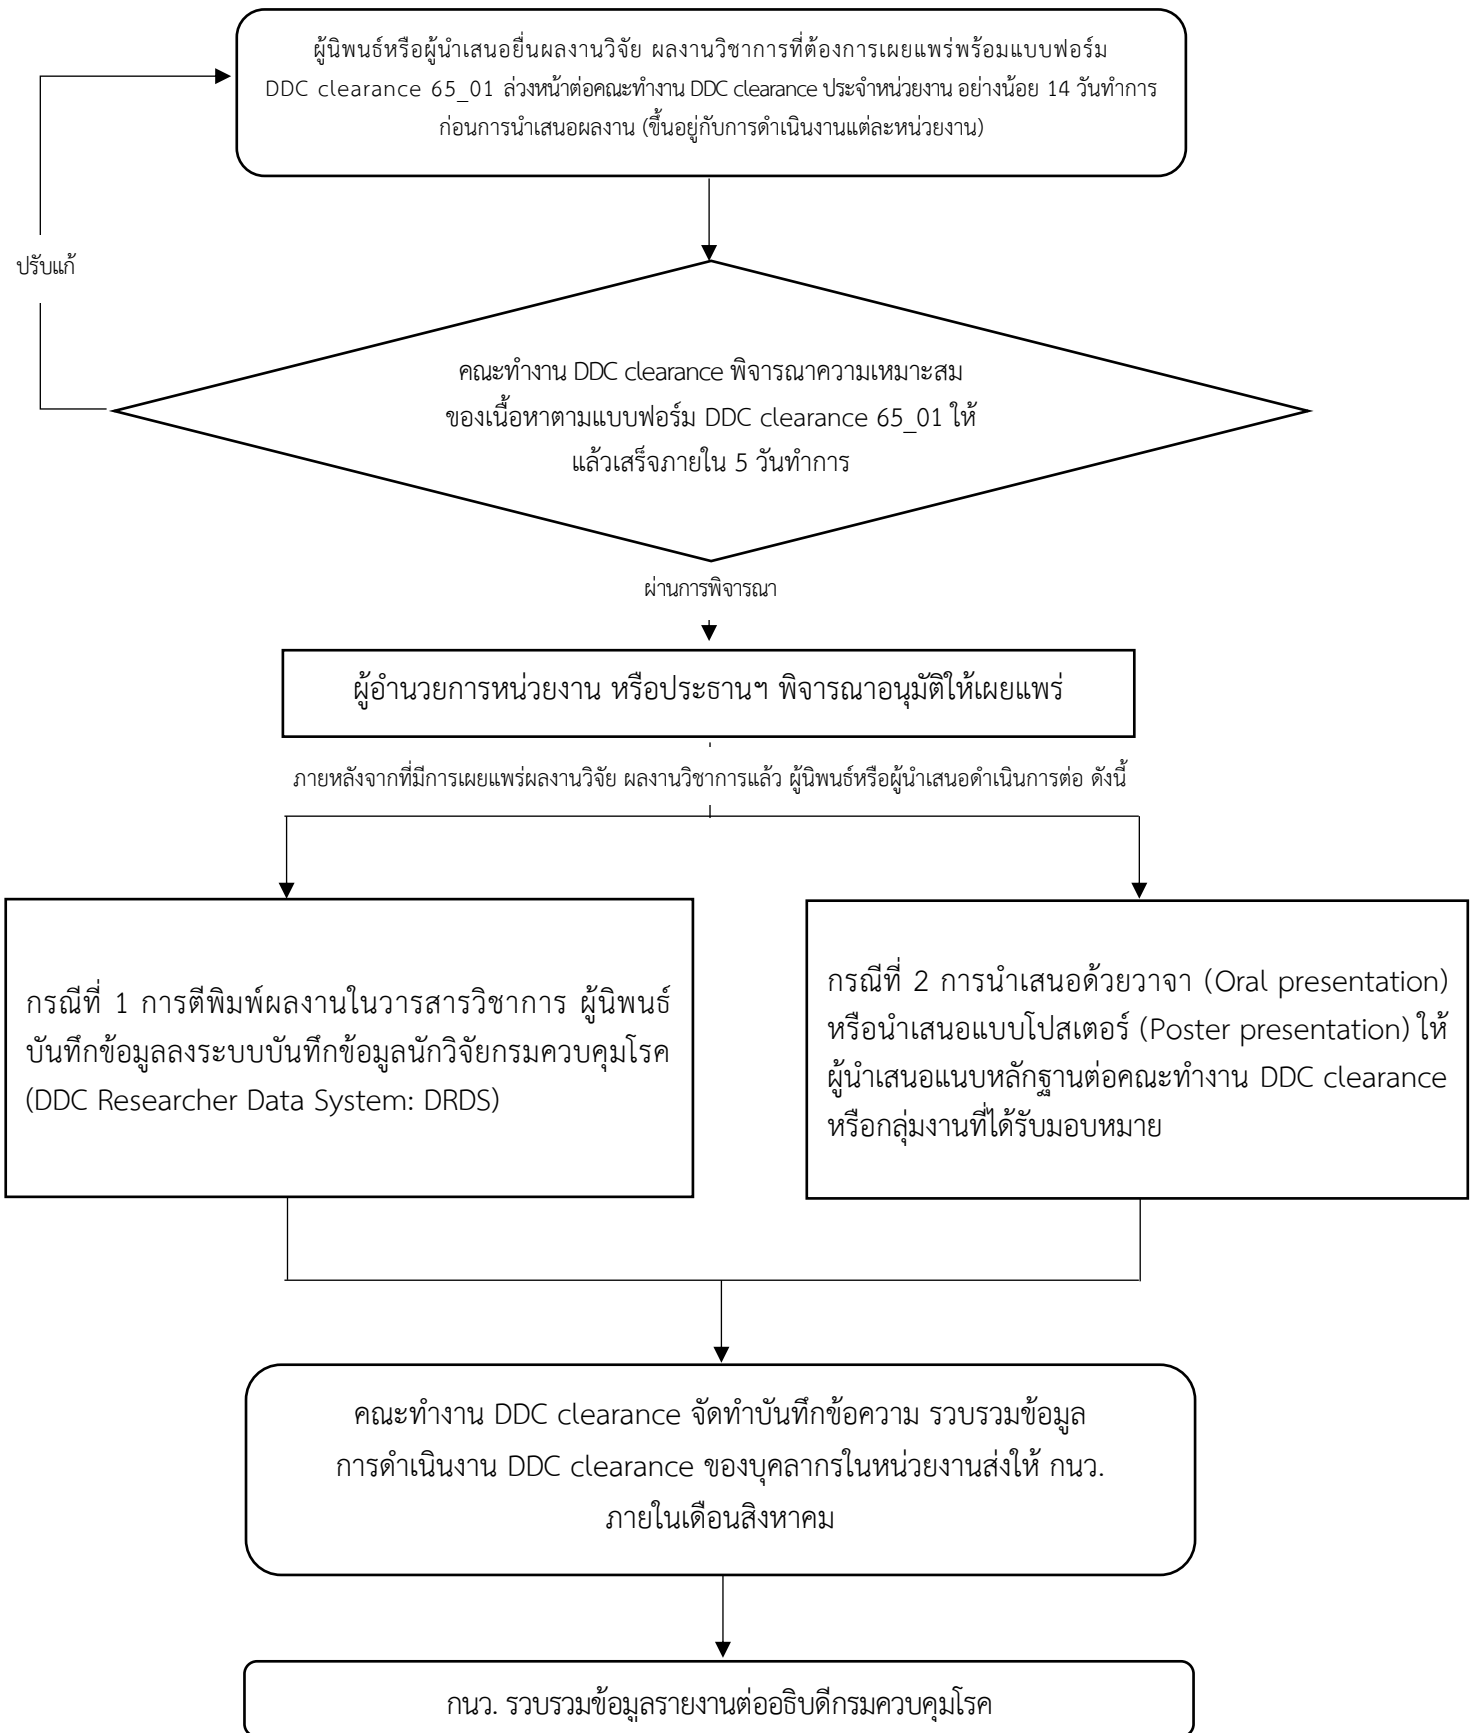 ผู้นิพนธ์หรือผู้นำเสนอยื่นผลงานวิจัย ผลงานวิชาการที่ต้องการเผยแพร่พร้อมแบบฟอร์ม
DDC clearance 65_01 ล่วงหน้าต่อคณะทำงาน DDC clearance ประจำหน่วยงาน อย่างน้อย 14 วันทำการ
ก่อนการนำเสนอผลงาน (ขึ้นอยู่กับการดำเนินงานแต่ละหน่วยงาน)
ปรับแก้
คณะทำงาน DDC clearance พิจารณาความเหมาะสม
ของเนื้อหาตามแบบฟอร์ม DDC clearance 65_01 ให้
แล้วเสร็จภายใน 5 วันทำการ
ผ่านการพิจารณา
ผู้อำนวยการหน่วยงาน หรือประธานฯ พิจารณาอนุมัติให้เผยแพร่
ภายหลังจากที่มีการเผยแพร่ผลงานวิจัย ผลงานวิชาการแล้ว ผู้นิพนธ์หรือผู้นำเสนอดำเนินการต่อ ดังนี้
กรณีที่ 1 การตีพิมพ์ผลงานในวารสารวิชาการ ผู้นิพนธ์
บันทึกข้อมูลลงระบบบันทึกข้อมูลนักวิจัยกรมควบคุมโรค
(DDC Researcher Data System: DRDS)
กรณีที่ 2 การนำเสนอด้วยวาจา (Oral presentation)
หรือนำเสนอแบบโปสเตอร์ (Poster presentation) ให้
ผู้นำเสนอแนบหลักฐานต่อคณะทำงาน DDC clearance
หรือกลุ่มงานที่ได้รับมอบหมาย
คณะทำงาน DDC clearance จัดทำบันทึกข้อความ รวบรวมข้อมูล
การดำเนินงาน DDC clearance ของบุคลากรในหน่วยงานส่งให้ กนว.
ภายในเดือนสิงหาคม
กนว. รวบรวมข้อมูลรายงานต่ออธิบดีกรมควบคุมโรค